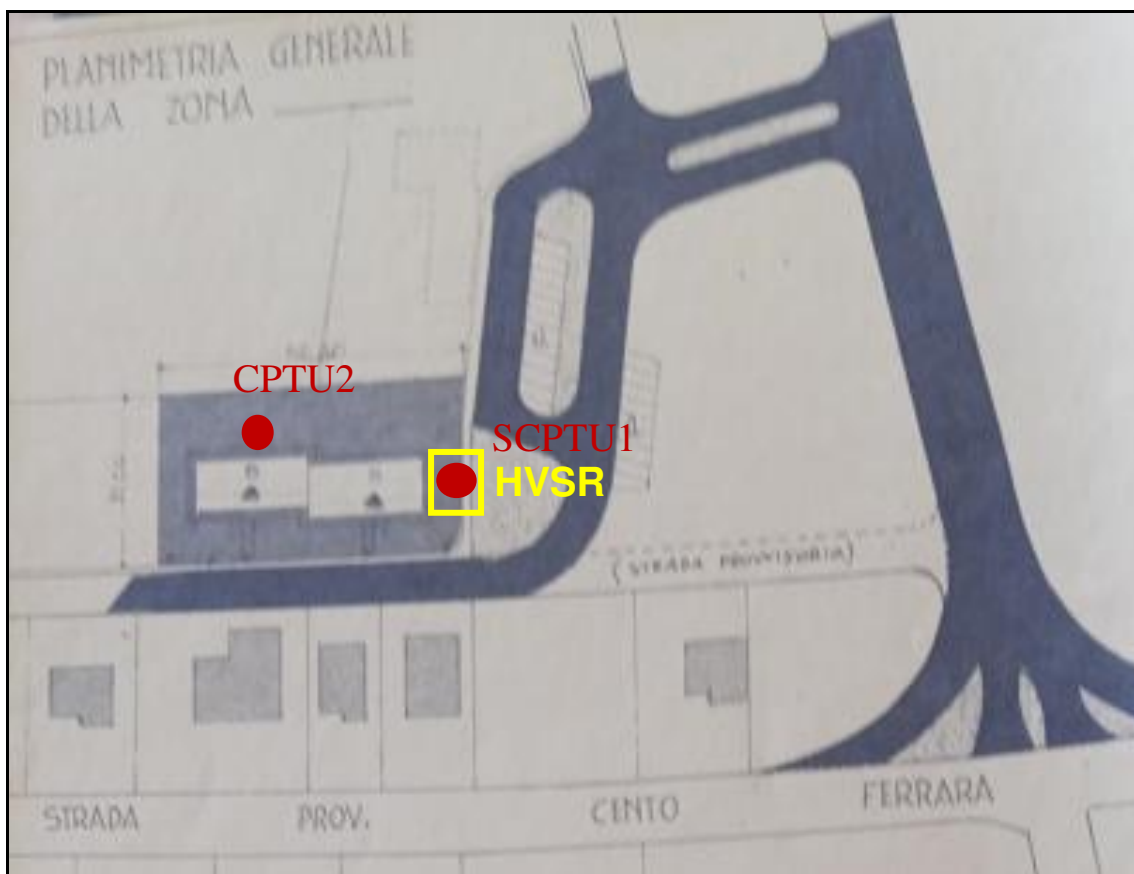 PLANIMETRIA GENERALE
DELLA ZONA
CPTU2
SCPTU1
HVSR
P
P
(STRADA PROVVISORIA)
STRADA PROV. CENTO FERRARA